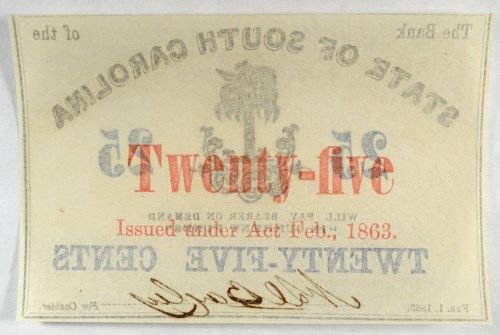 The Bank of the
STATE OF SOUTH CAROLINA
25 25
Twenty-five
WILL PAY BEARER ON DEMAND
Issued under Act Feb., 1863.
TWENTY-FIVE CENTS
Feb. 1, 1863. For Cashier.